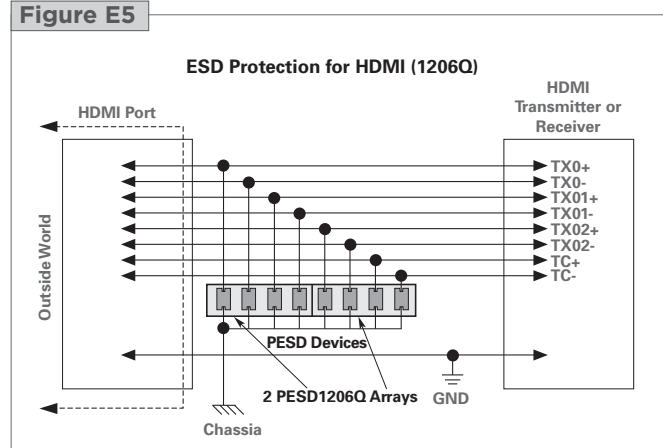 Figure E5
ESD Protection for HDMI (1206Q)
HDMI Port
HDMI
Transmitter or
Receiver
Outside World
TX0+
TX0-
TX01+
TX01-
TX02+
TX02-
TC+
TC-
PESD Devices
2 PESD1206Q Arrays
GND
Chassia